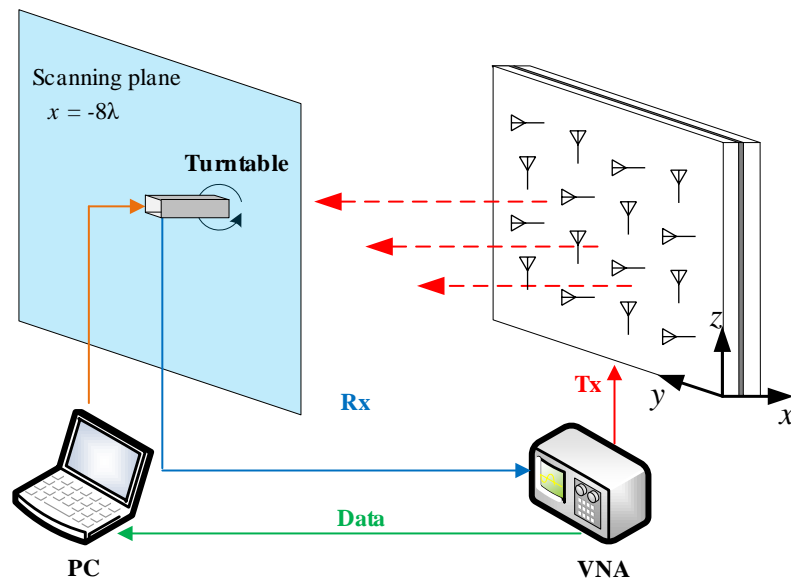 Scanning plane
x = -8λ
Turntable
z
y
x
Tx
Rx
Data
PC
VNA